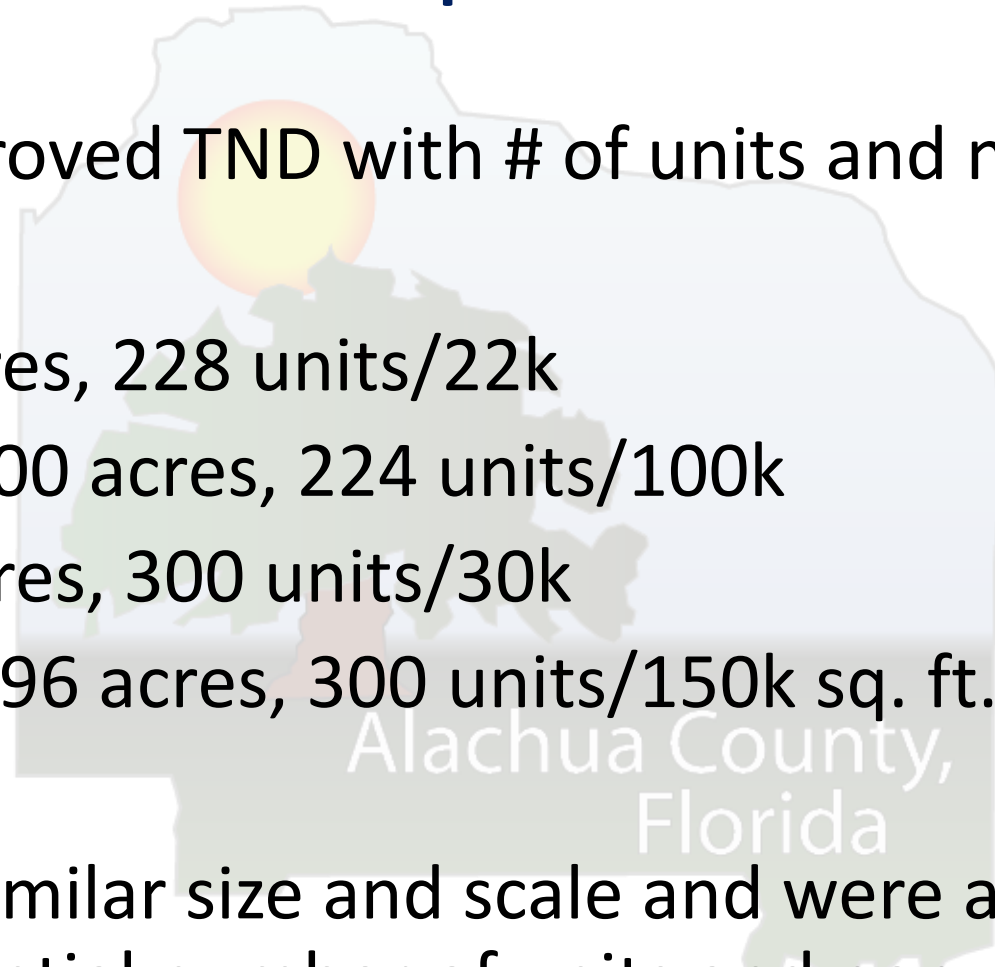 roved TND with # of units and n
res, 228 units/22k
00 acres, 224 units/100k
res, 300 units/30k
96 acres, 300 units/150k sq. ft.
Alachua County,
Florida
milar size and scale and were a